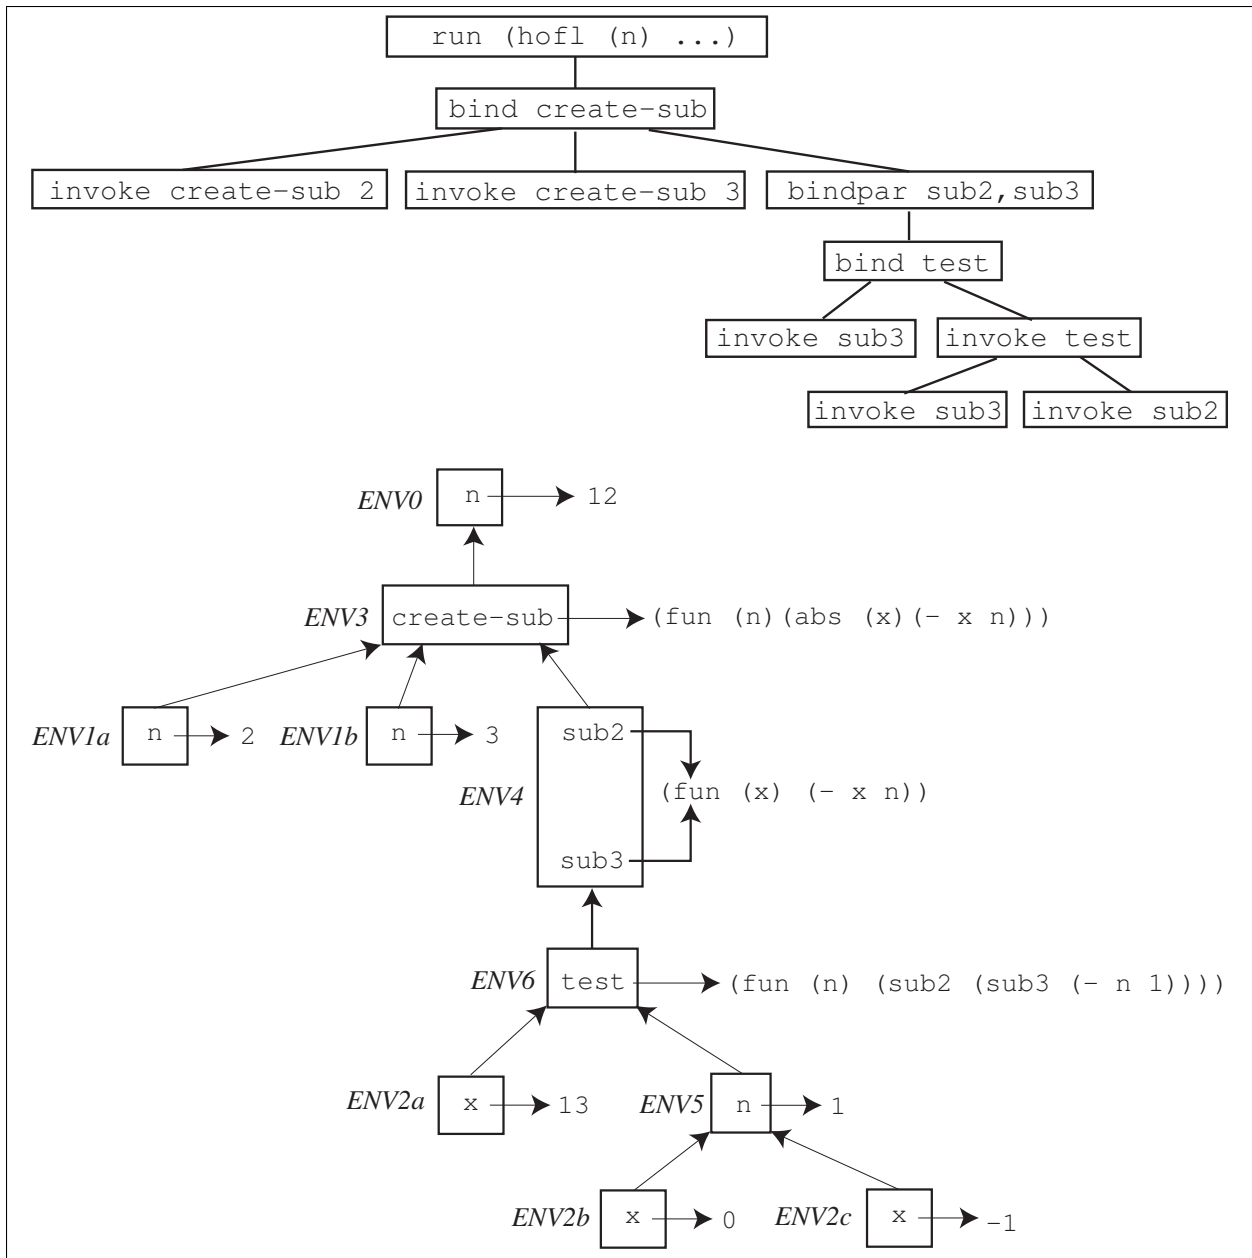 run (hofl (n) ...)
bind create-sub
invoke create-sub 2
invoke create-sub 3
bindpar sub2,sub3
bind test
invoke sub3
invoke test
invoke sub3
invoke sub2
ENV0
n
12
ENV3
create-sub
(fun (n)(abs (x)(- x n)))
ENV1a
n
2
ENV1b
n
3
sub2
ENV4
(fun (x) (- x n))
sub3
ENV6
test
(fun (n) (sub2 (sub3 (- n 1))))
ENV2a
x
13
ENV5
n
1
ENV2b
x
0
ENV2c
x
-1